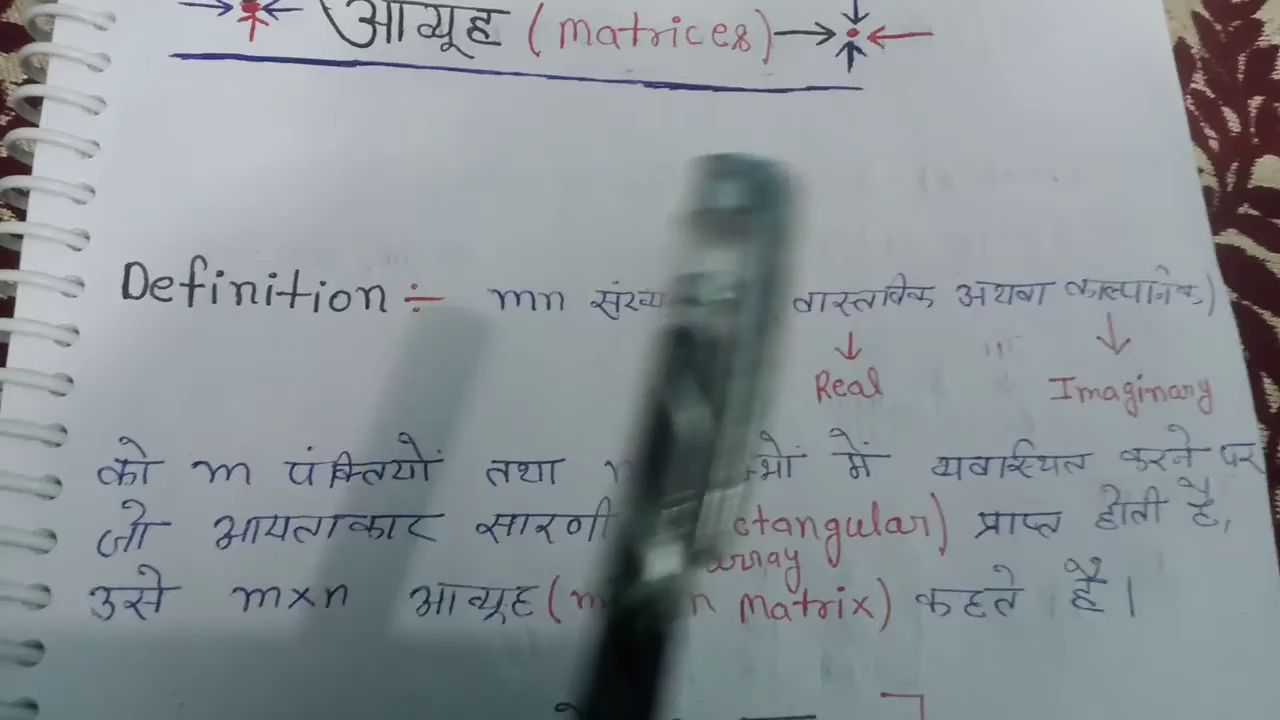 आव्यूह (matrices)
Definition ÷ mn वास्तविक अथवा काल्पनिक)
Real Imaginary
को m पंक्तियों तथा में व्यवस्थित करने पर
जो आयताकार सारणी प्राप्त होती है,
array
उसे m×n आव्यूह ( matrix) कहते है।